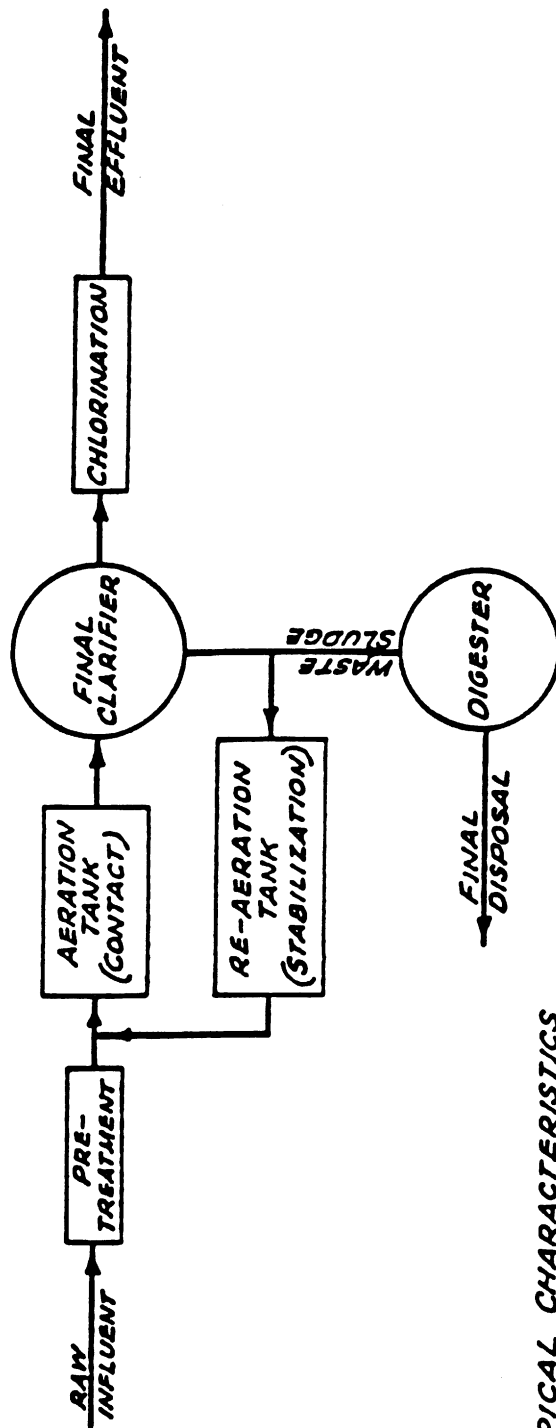 RAW
INFLUENT
PRE-
TREATMENT
AERATION
TANK
(CONTACT)
FINAL
CLARIFIER
CHLORINATION
FINAL
EFFLUENT
RE-AERATION
TANK
(STABILIZATION)
WASTE
SLUDGE
DIGESTER
FINAL
DISPOSAL
PICAL CHARACTERISTICS